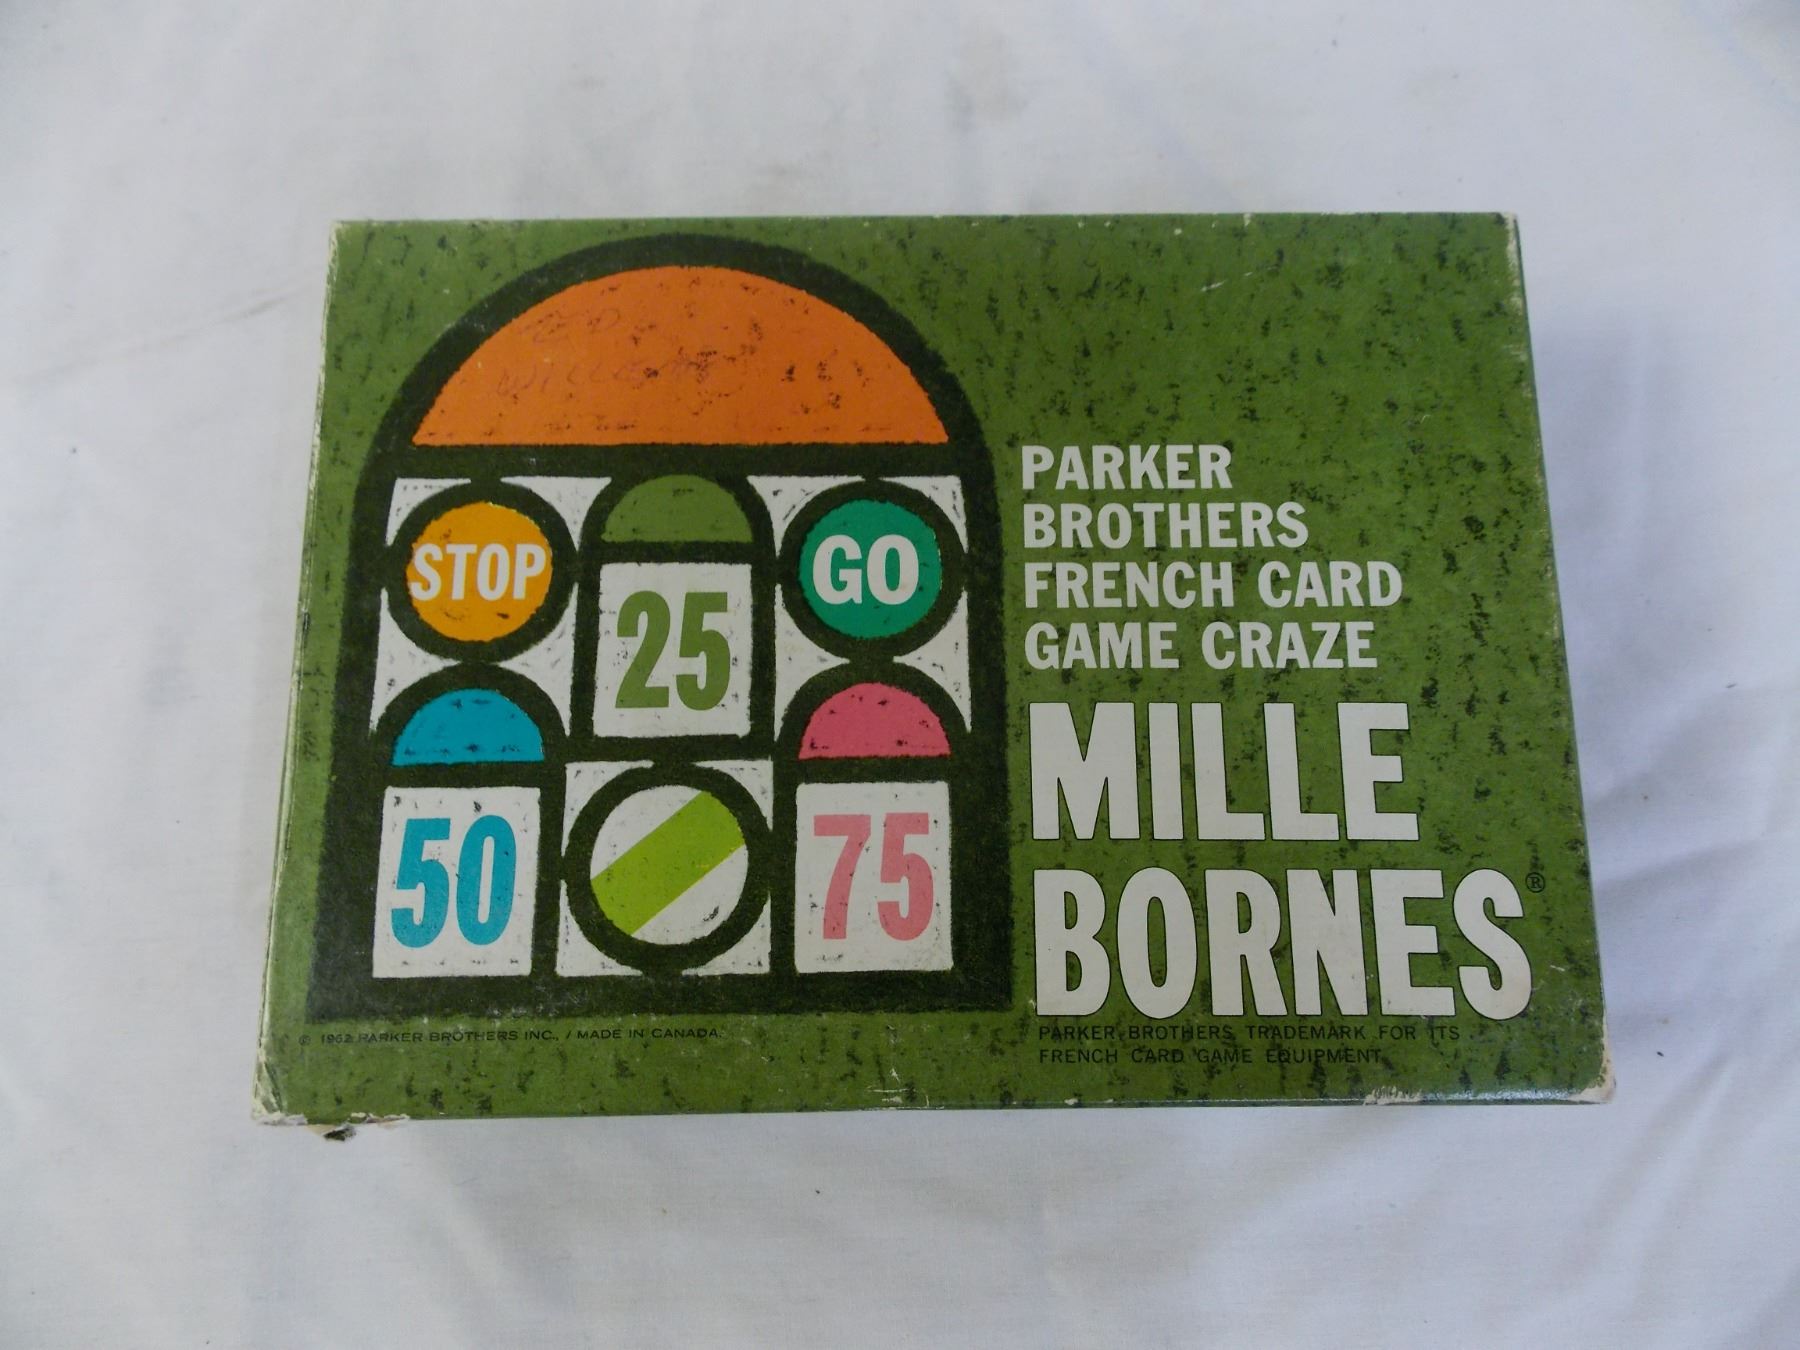 STOP
25
GO
50
75
PARKER
BROTHERS
FRENCH CARD
GAME CRAZE
MILLE
BORNES®
© 1962 PARKER BROTHERS INC., / MADE IN CANADA.
PARKER BROTHERS TRADEMARK FOR ITS
FRENCH CARD GAME EQUIPMENT